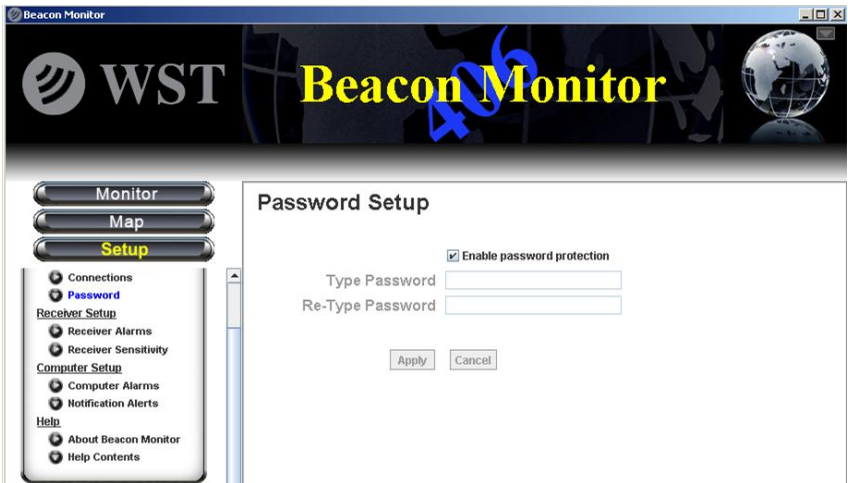 Beacon Monitor
WST
Beacon Monitor
406
Monitor
Map
Setup
Connections
Password
Receiver Setup
Receiver Alarms
Receiver Sensitivity
Computer Setup
Computer Alarms
Notification Alerts
Help
About Beacon Monitor
Help Contents
Password Setup
Enable password protection
Type Password
Re-Type Password
Apply Cancel